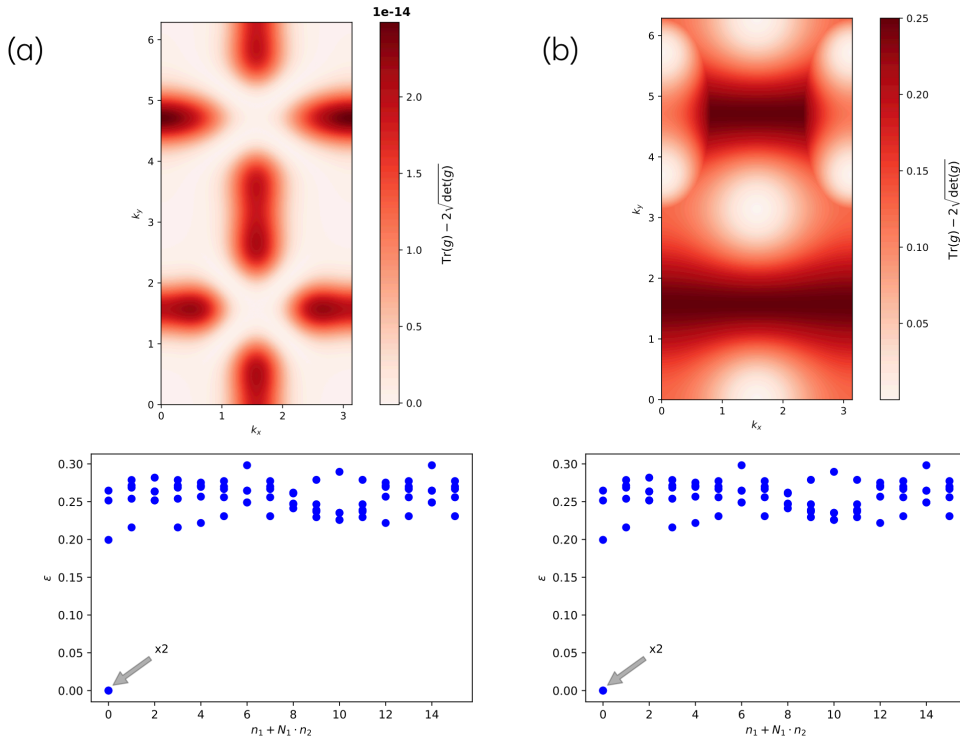 (a)
1e-14
6
5
4
3
2
1
0
k_y
0
1
2
3
k_x
2.0
1.4
1.0
0.4
0.0
Tr(g) − 2√det(g)
(b)
6
5
4
3
2
1
0
k_y
0
1
2
3
k_x
0.25
0.20
0.15
0.10
0.05
Tr(g) − 2√det(g)
0.30
0.25
0.20
0.15
0.10
0.05
0.00
ε
x2
0 2 4 6 8 10 12 14
n_1 + N_1 · n_2
0.30
0.25
0.20
0.15
0.10
0.05
0.00
ε
x2
0 2 4 6 8 10 12 14
n_1 + N_1 · n_2